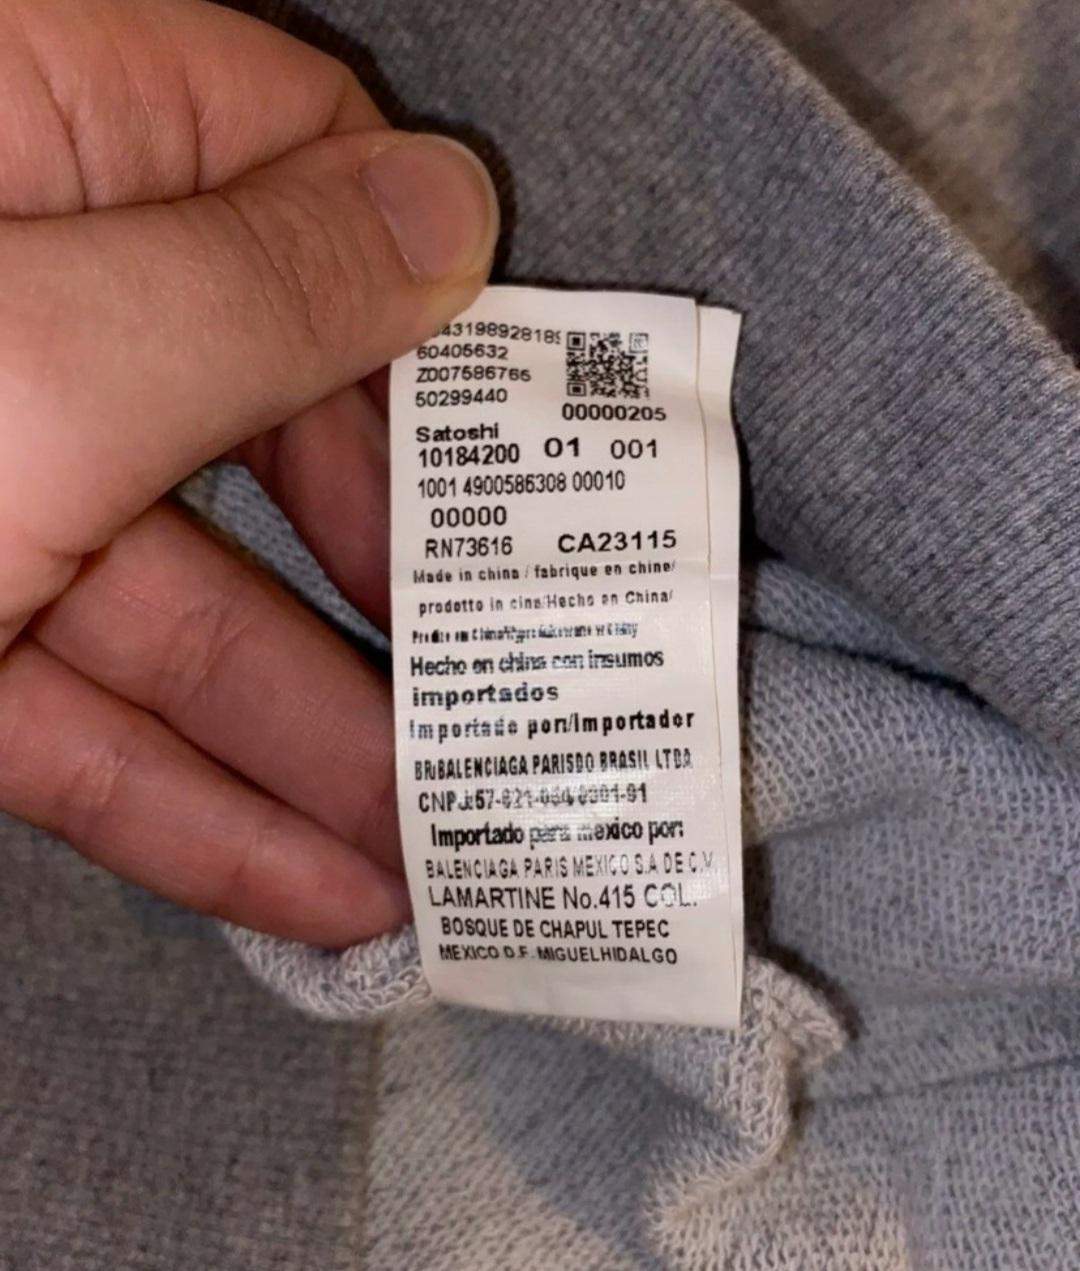 43198928189
60405632
Z007586766
50299440
00000205
Satoshi
10184200 01 001
1001 4900586308 00010
00000
RN73616 CA23115
Made in china / fabrique en chine/
prodotto in cina/Hecho en China/
Hecho en china con insumos
importados
Importado por:/Importador
BALENCIAGA PARISDO BRASIL LTDA
Importado para mexico por:
BALENCIAGA PARIS MEXICO S.A DE C.V.
LAMARTINE No.415 COL.
BOSQUE DE CHAPUL TEPEC
MEXICO D.F. MIGUELHIDALGO